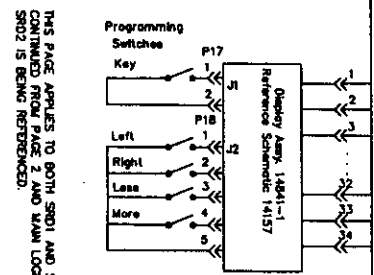 Programming
Switches
Key
P17
1
J1
2
P18
Left
1
J2
Right
2
Less
3
More
4
5
Display Assy. 14841-1
Reference Schematic 14157
1
2
3
32
33
34
THIS PAGE APPLIES TO BOTH SRD1 AND
CONTINUED FROM PAGE 2 AND MAIN
SRD2 IS BEING REFERENCED.